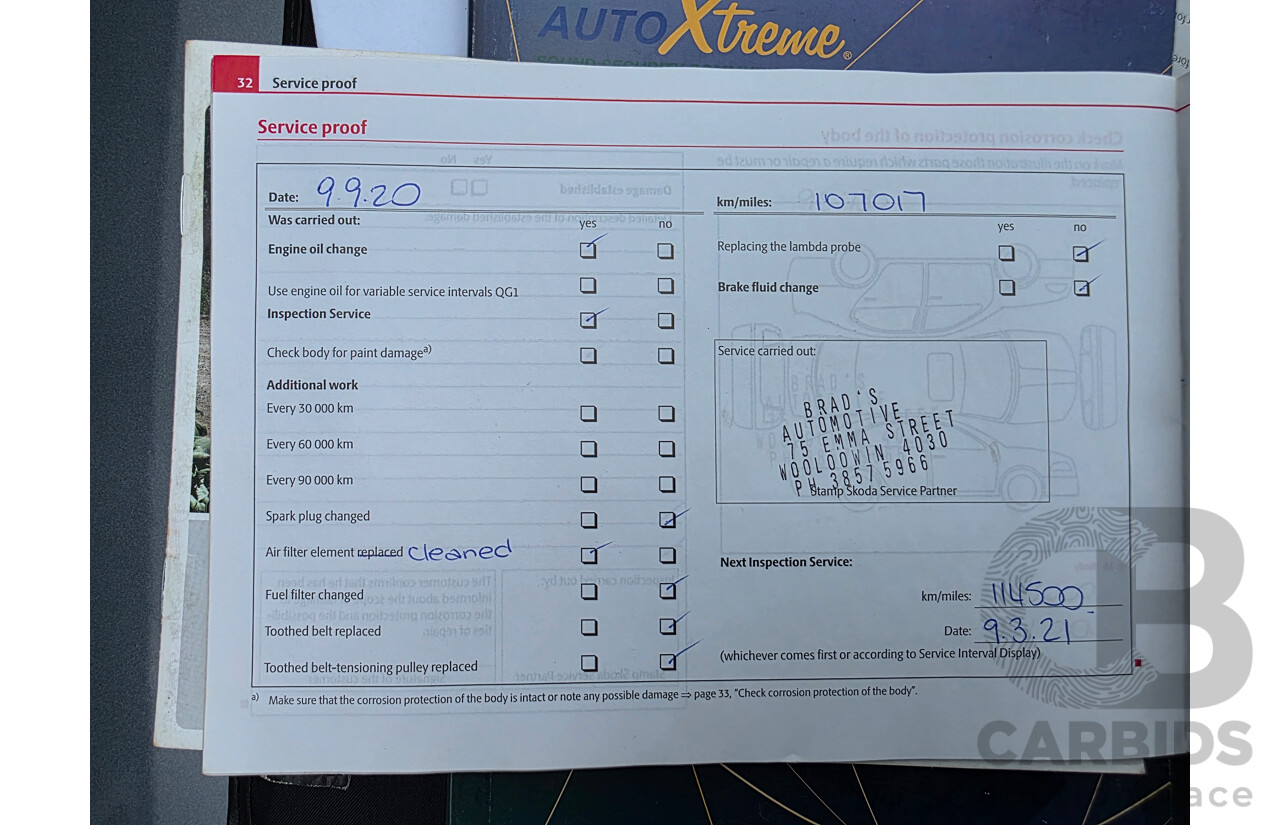 AUTOXtreme®
32 Service proof
Service proof
Date: 9.9.20
km/miles: 107017
Was carried out:
yes no
Engine oil change
Use engine oil for variable service intervals QG1
Inspection Service
Check body for paint damage a)
Additional work
Every 30 000 km
Every 60 000 km
Every 90 000 km
Spark plug changed
Air filter element replaced cleaned
Fuel filter changed
Toothed belt replaced
Toothed belt-tensioning pulley replaced
yes no
Replacing the lambda probe
Brake fluid change
Service carried out:
BRAD'S
AUTOMOTIVE
75 EMMA STREET
WOOLOOWIN 4030
PH 3857 5966
Stamp Škoda Service Partner
Next Inspection Service:
km/miles: 114500
Date: 9.3.21
(whichever comes first or according to Service Interval Display)
a) Make sure that the corrosion protection of the body is intact or note any possible damage ⇒ page 33, "Check corrosion protection of the body".
CARBIDS